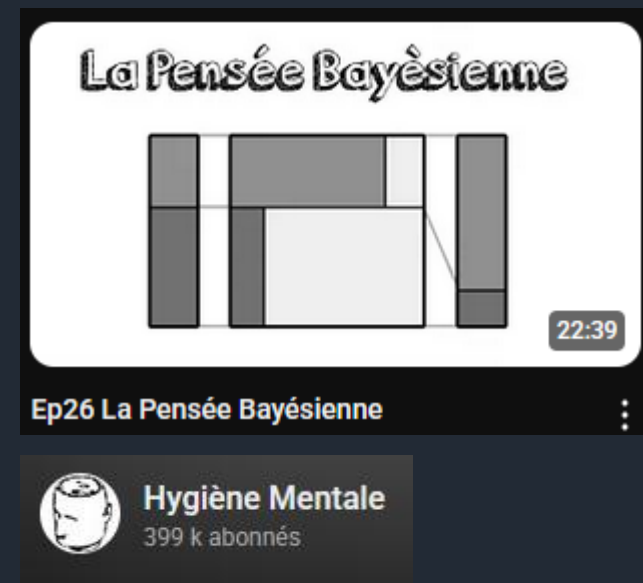 La Pensée Bayèsienne
22:39
Ep26 La Pensée Bayésienne
Hygiène Mentale
399 k abonnés